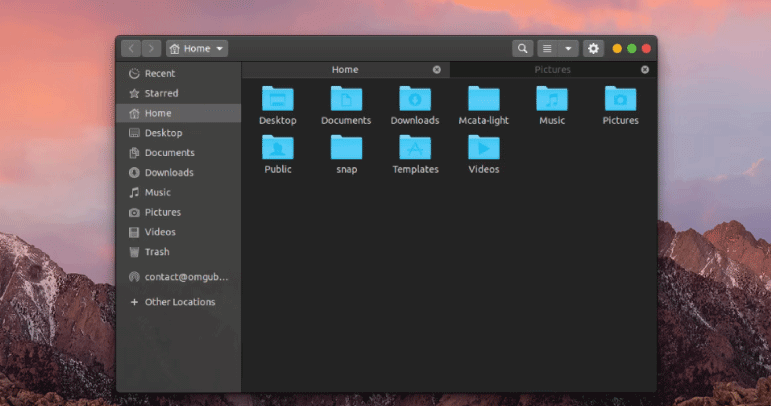 Home
Recent
Starred
Home
Desktop
Documents
Downloads
Music
Pictures
Videos
Trash
contact@omgub...
Other Locations
Home
Pictures
Desktop Documents Downloads Mcata-light Music Pictures
Public snap Templates Videos